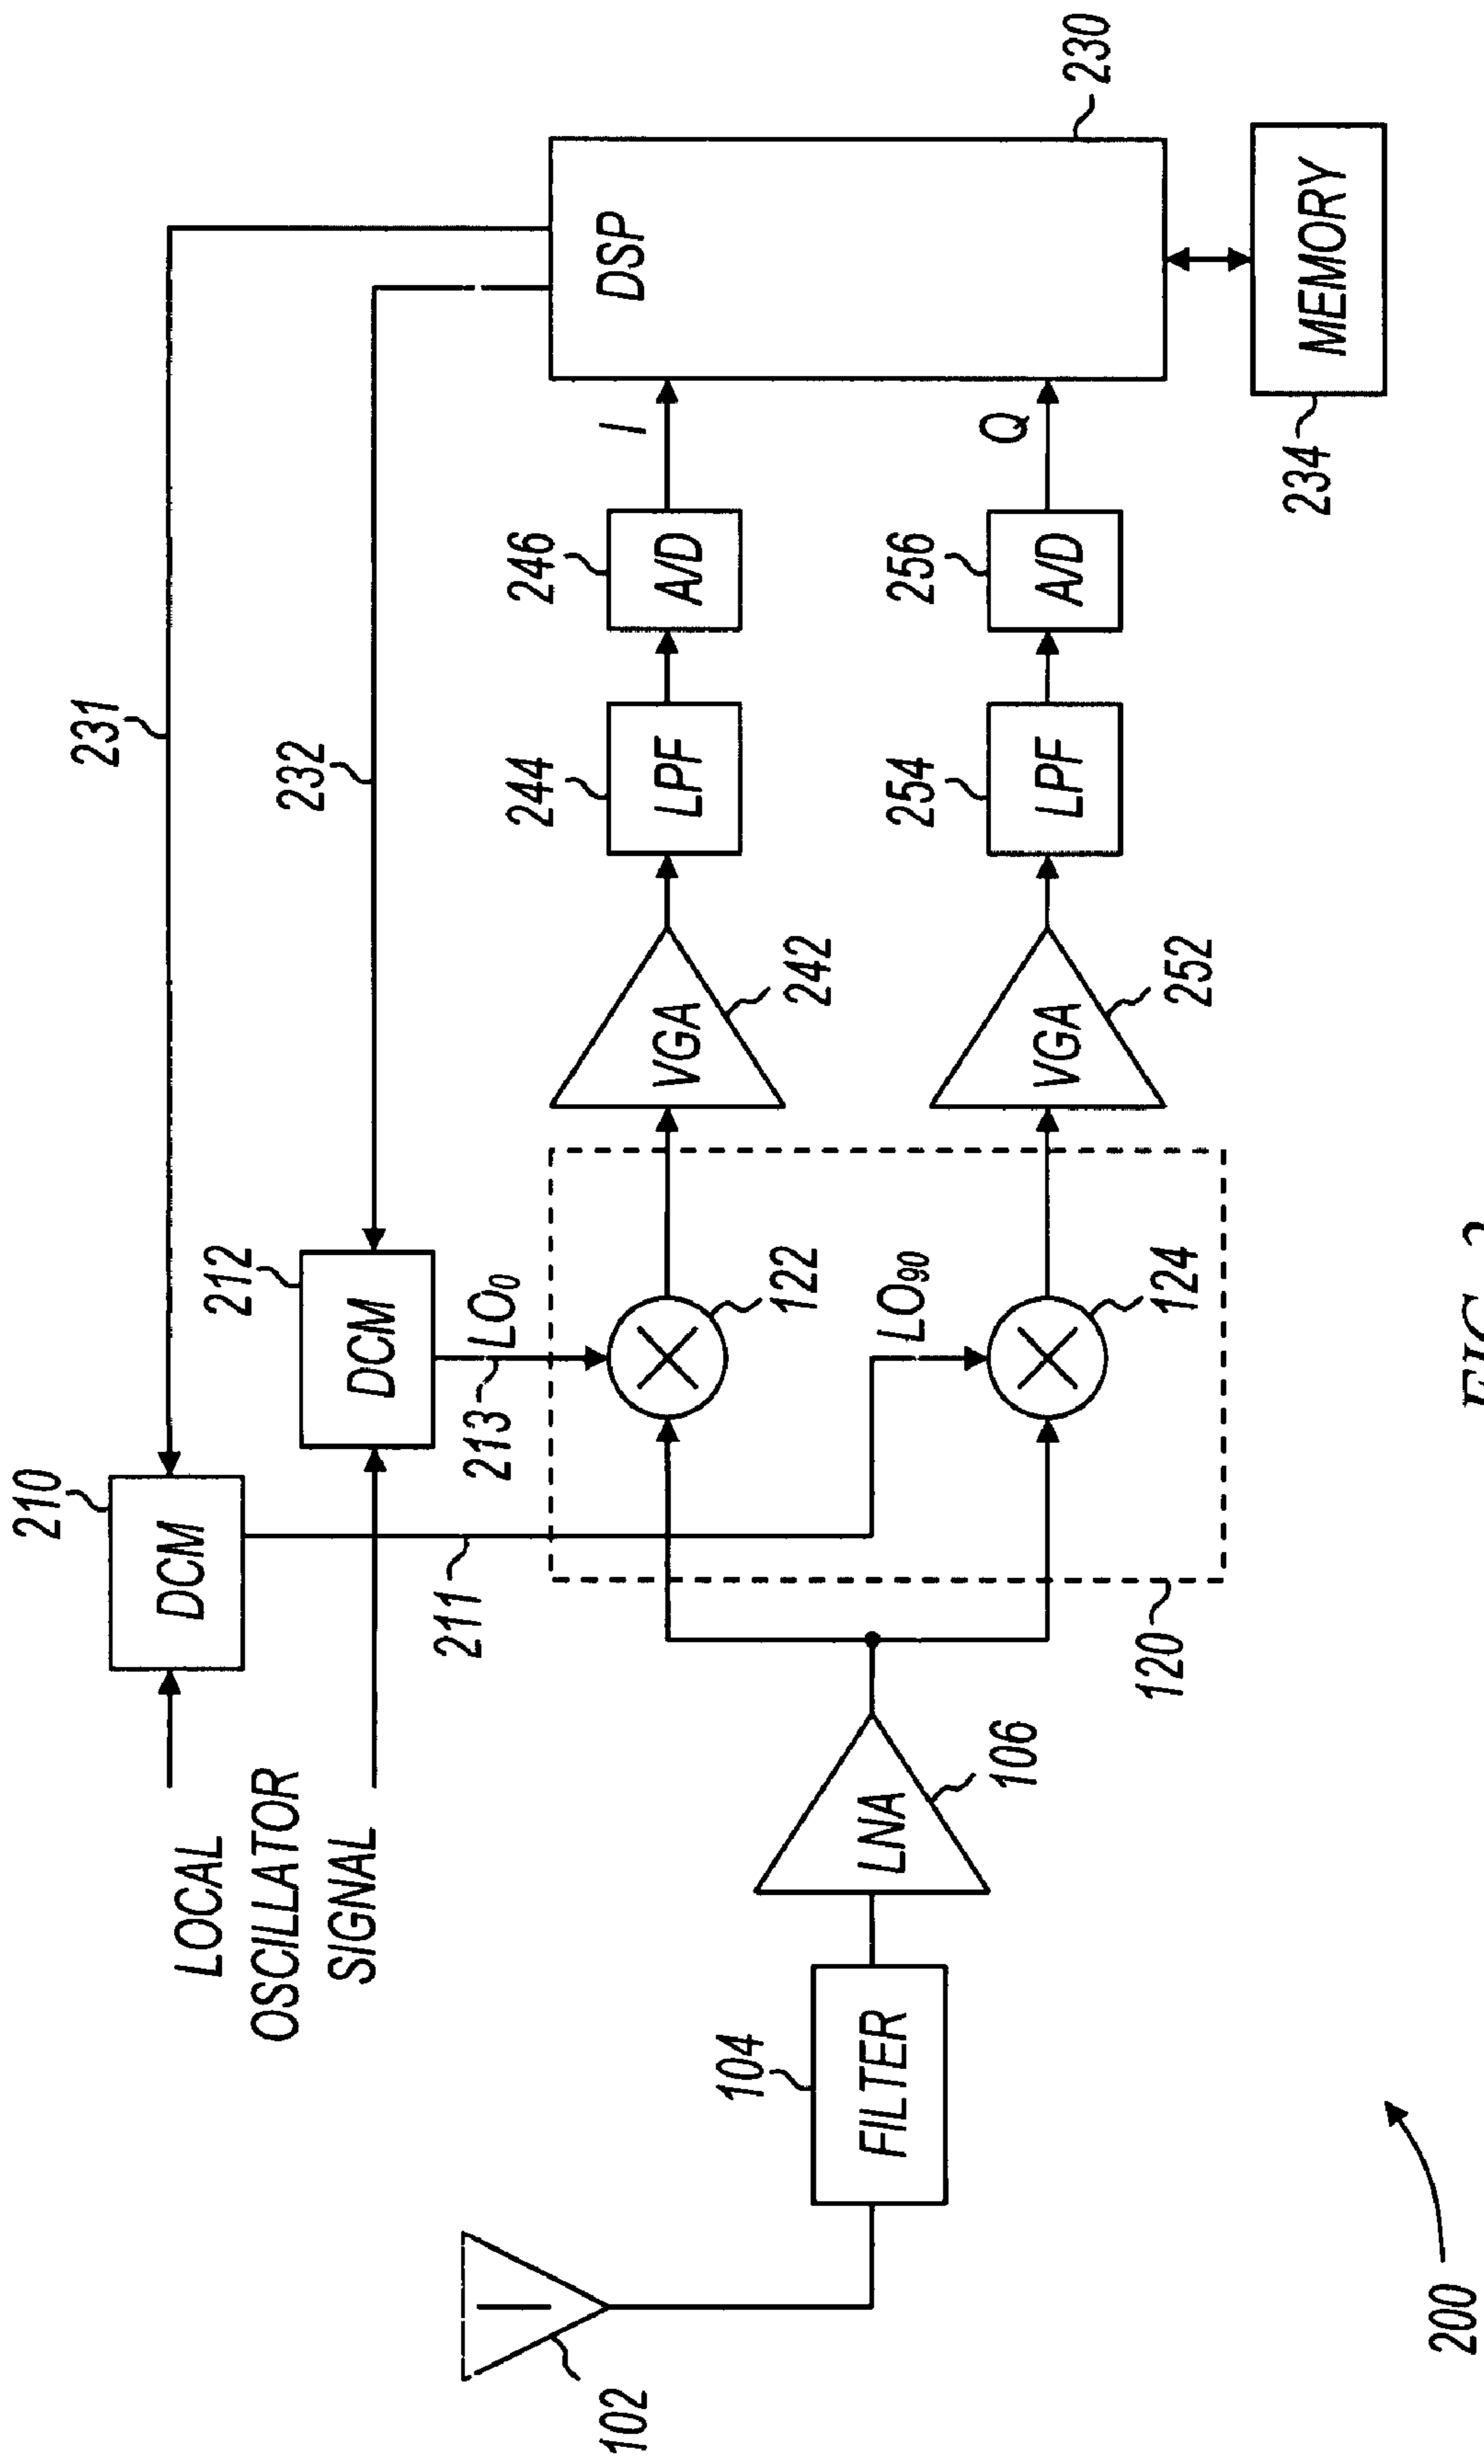 210
DCM
231
LOCAL
OSCILLATOR
SIGNAL
212
DCM
232
211
213
LO0
LO90
102
104
FILTER
LNA
106
120
122
124
VGA
242
VGA
252
244
LPF
254
LPF
246
A/D
256
A/D
I
Q
DSP
230
234
MEMORY
200